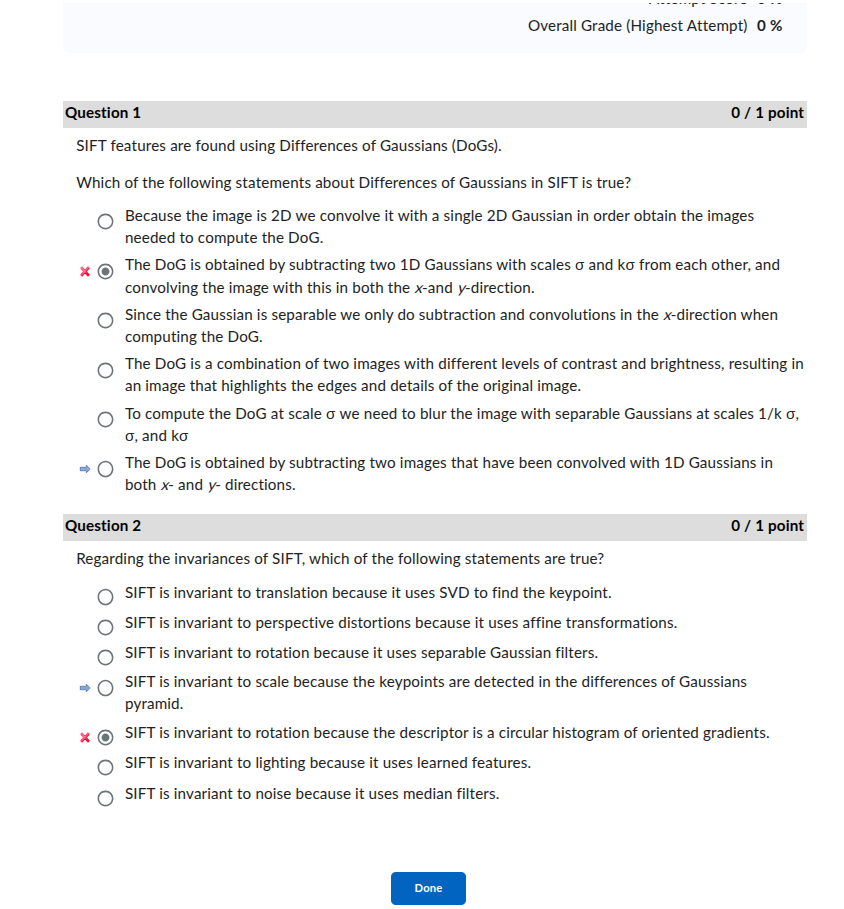 Overall Grade (Highest Attempt) 0 %
Question 1 0 / 1 point
SIFT features are found using Differences of Gaussians (DoGs).
Which of the following statements about Differences of Gaussians in SIFT is true?
Because the image is 2D we convolve it with a single 2D Gaussian in order obtain the images
needed to compute the DoG.
The DoG is obtained by subtracting two 1D Gaussians with scales σ and kσ from each other, and
convolving the image with this in both the x-and y-direction.
Since the Gaussian is separable we only do subtraction and convolutions in the x-direction when
computing the DoG.
The DoG is a combination of two images with different levels of contrast and brightness, resulting in
an image that highlights the edges and details of the original image.
To compute the DoG at scale σ we need to blur the image with separable Gaussians at scales 1/k σ,
σ, and kσ
The DoG is obtained by subtracting two images that have been convolved with 1D Gaussians in
both x- and y- directions.
Question 2 0 / 1 point
Regarding the invariances of SIFT, which of the following statements are true?
SIFT is invariant to translation because it uses SVD to find the keypoint.
SIFT is invariant to perspective distortions because it uses affine transformations.
SIFT is invariant to rotation because it uses separable Gaussian filters.
SIFT is invariant to scale because the keypoints are detected in the differences of Gaussians
pyramid.
SIFT is invariant to rotation because the descriptor is a circular histogram of oriented gradients.
SIFT is invariant to lighting because it uses learned features.
SIFT is invariant to noise because it uses median filters.
Done